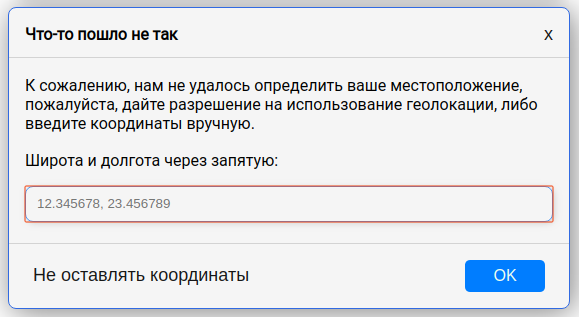 Что-то пошло не так
x
К сожалению, нам не удалось определить ваше местоположение,
пожалуйста, дайте разрешение на использование геолокации, либо
введите координаты вручную.
Широта и долгота через запятую:
12.345678, 23.456789
Не оставлять координаты
OK